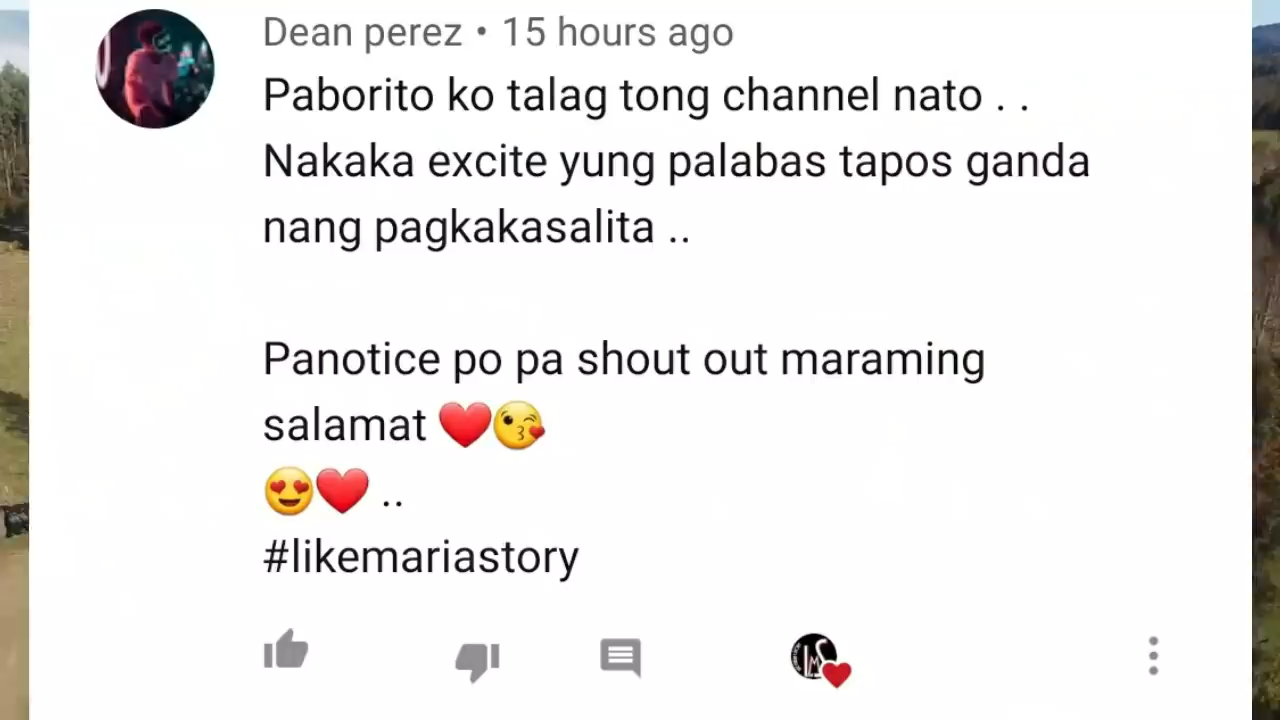 Dean perez • 15 hours ago
Paborito ko talag tong channel nato . .
Nakaka excite yung palabas tapos ganda
nang pagkakasalita ..
Panotice po pa shout out maraming
salamat ❤️😘
😍❤️ ..
#likemariastory
LMS